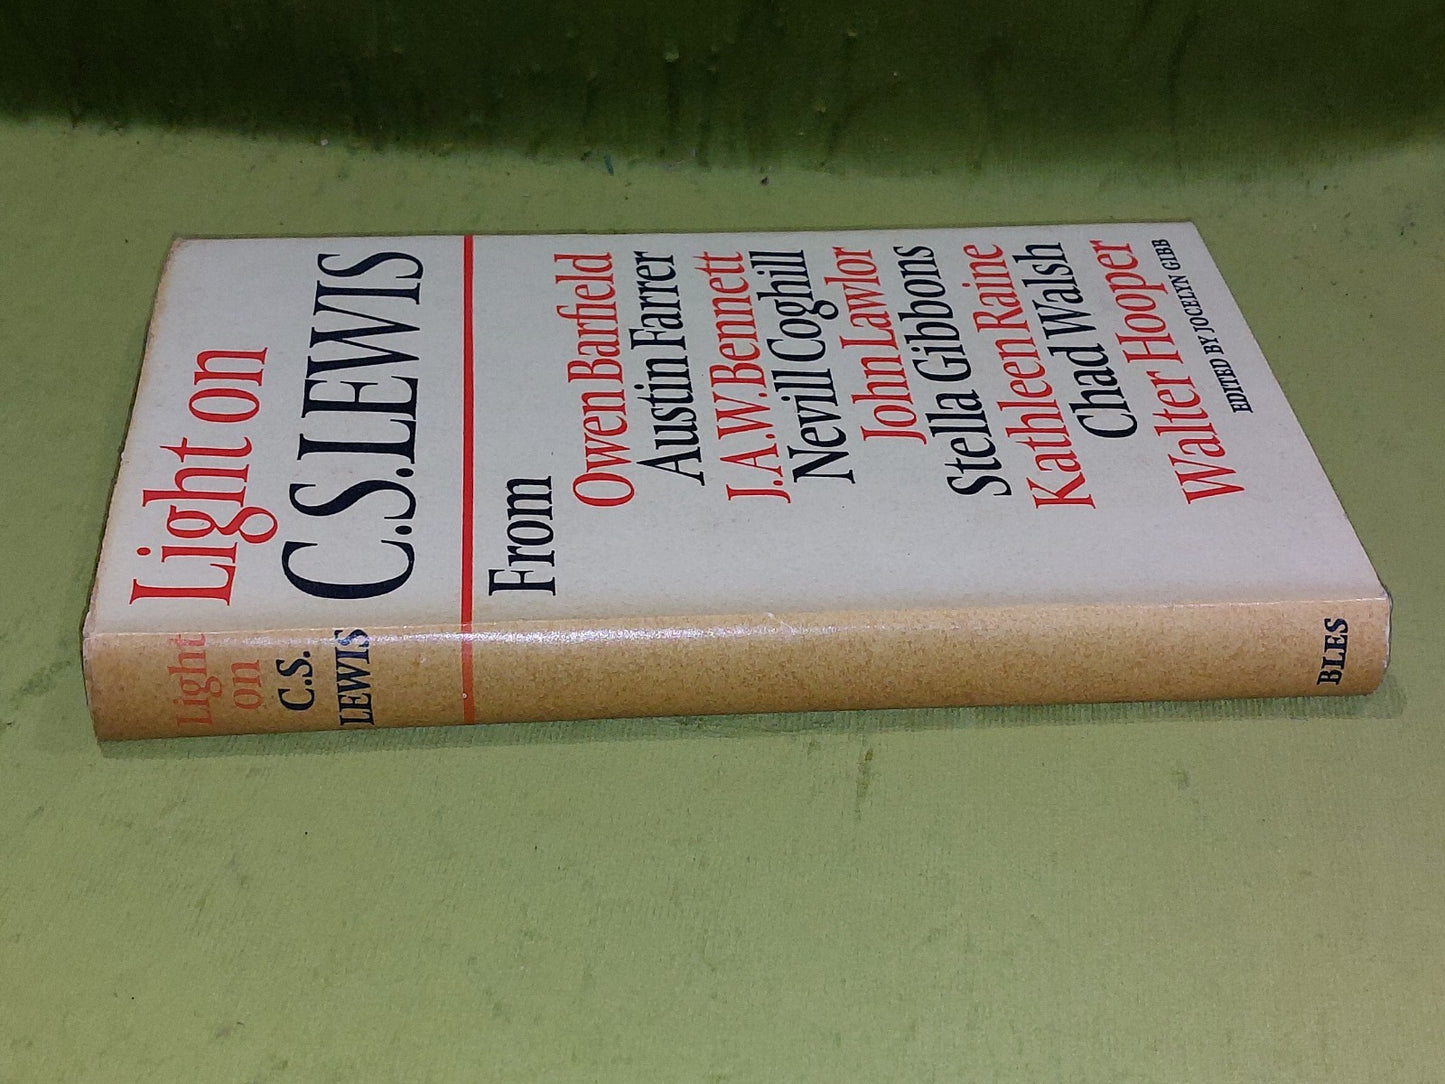 Light on
C.S.LEWIS
From
Owen Barfield
Austin Farrer
J.A.W.Bennett
Nevill Coghill
John Lawlor
Stella Gibbons
Kathleen Raine
Chad Walsh
Walter Hooper
EDITED BY JOCELYN GIBB
Light
on
C.S.
LEWIS
BLES